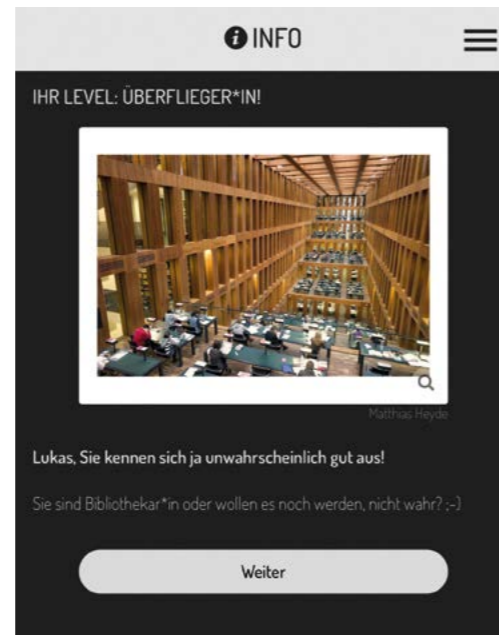 INFO
IHR LEVEL: ÜBERFLIEGER*IN!
Matthias Heyde
Lukas, Sie kennen sich ja unwahrscheinlich gut aus!
Sie sind Bibliothekar*in oder wollen es noch werden, nicht wahr? ;-)
Weiter